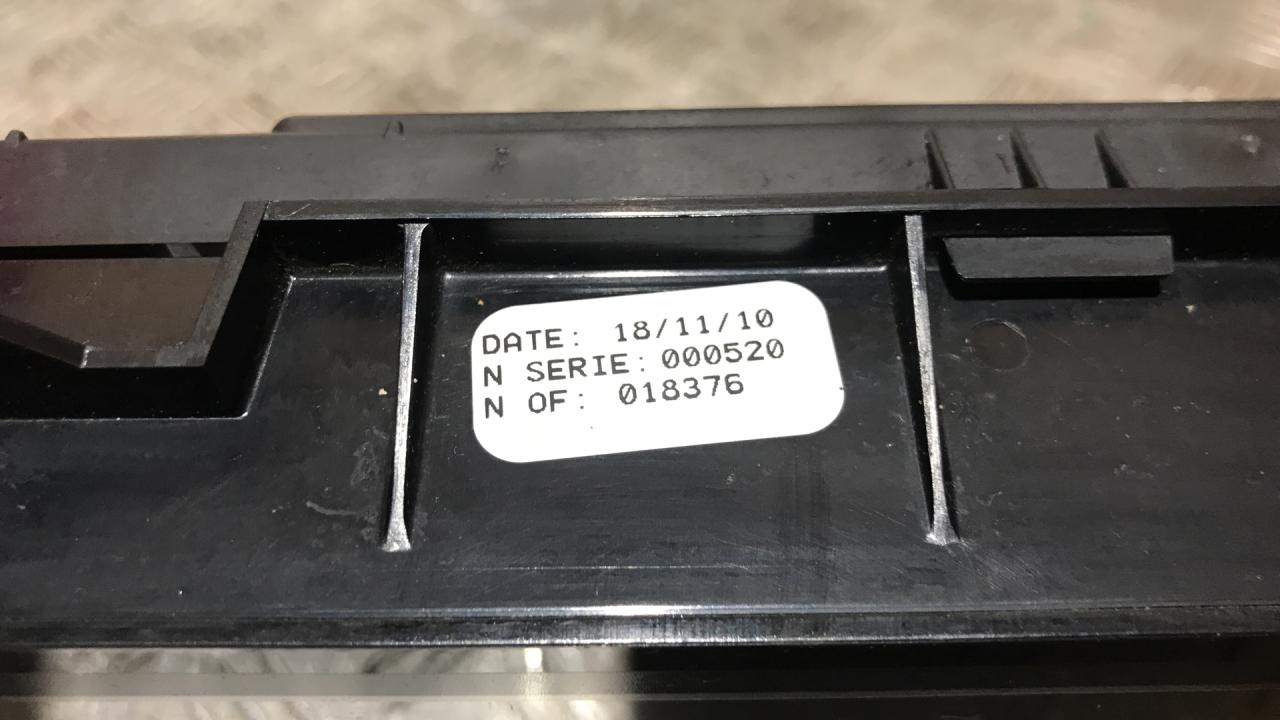 DATE: 18/11/10
N SERIE: 000520
N OF: 018376